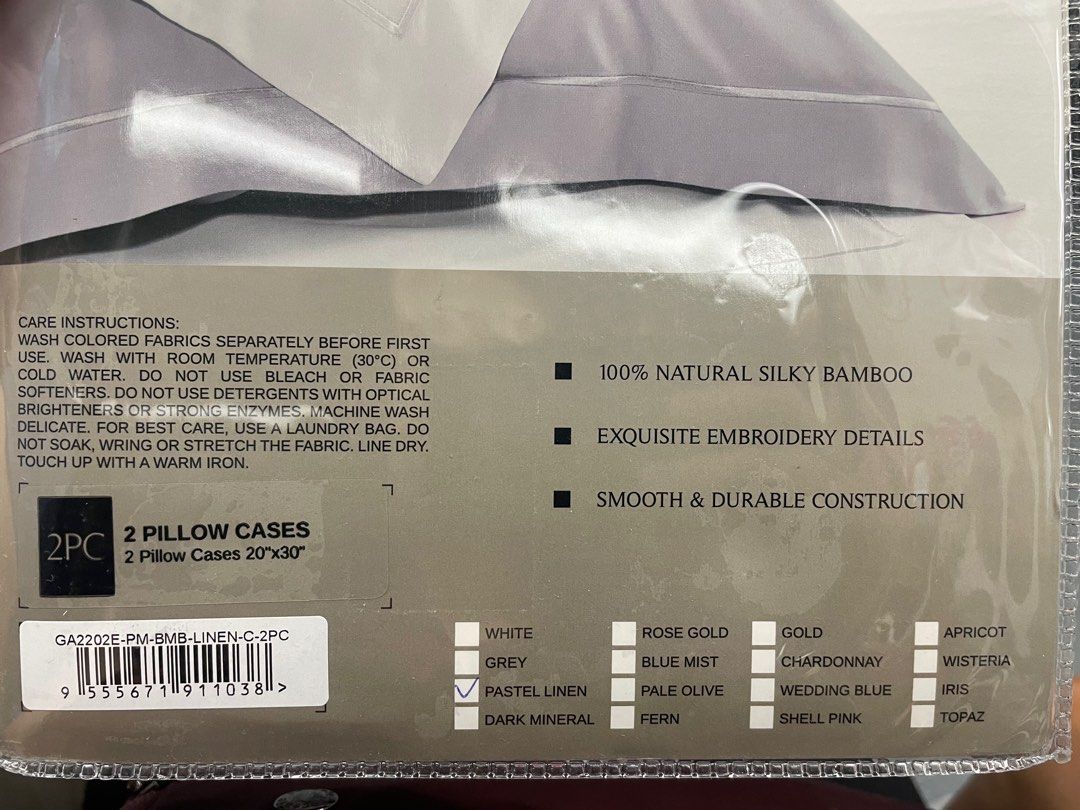 CARE INSTRUCTIONS:
WASH COLORED FABRICS SEPARATELY BEFORE FIRST
USE. WASH WITH ROOM TEMPERATURE (30°C) OR
COLD WATER. DO NOT USE BLEACH OR FABRIC
SOFTENERS. DO NOT USE DETERGENTS WITH OPTICAL
BRIGHTENERS OR STRONG ENZYMES. MACHINE WASH
DELICATE. FOR BEST CARE, USE A LAUNDRY BAG. DO
NOT SOAK, WRING OR STRETCH THE FABRIC. LINE DRY.
TOUCH UP WITH A WARM IRON.
100% NATURAL SILKY BAMBOO
EXQUISITE EMBROIDERY DETAILS
SMOOTH & DURABLE CONSTRUCTION
2PC
2 PILLOW CASES
2 Pillow Cases 20"x30"
GA2202E-PM-BMB-LINEN-C-2PC
9 555671 911038 >
WHITE
GREY
PASTEL LINEN
DARK MINERAL
ROSE GOLD
BLUE MIST
PALE OLIVE
FERN
GOLD
CHARDONNAY
WEDDING BLUE
SHELL PINK
APRICOT
WISTERIA
IRIS
TOPAZ